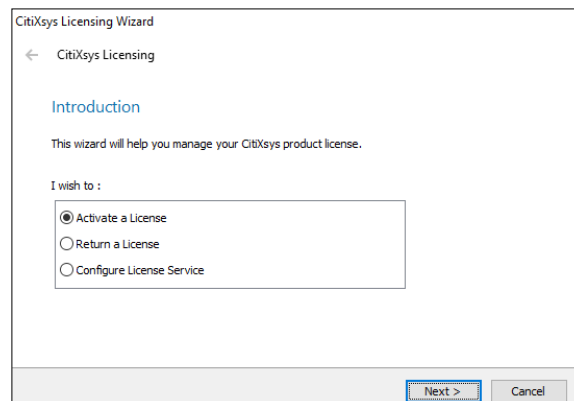 CitiXsys Licensing Wizard
CitiXsys Licensing
Introduction
This wizard will help you manage your CitiXsys product license.
I wish to :
Activate a License
Return a License
Configure License Service
Next >
Cancel